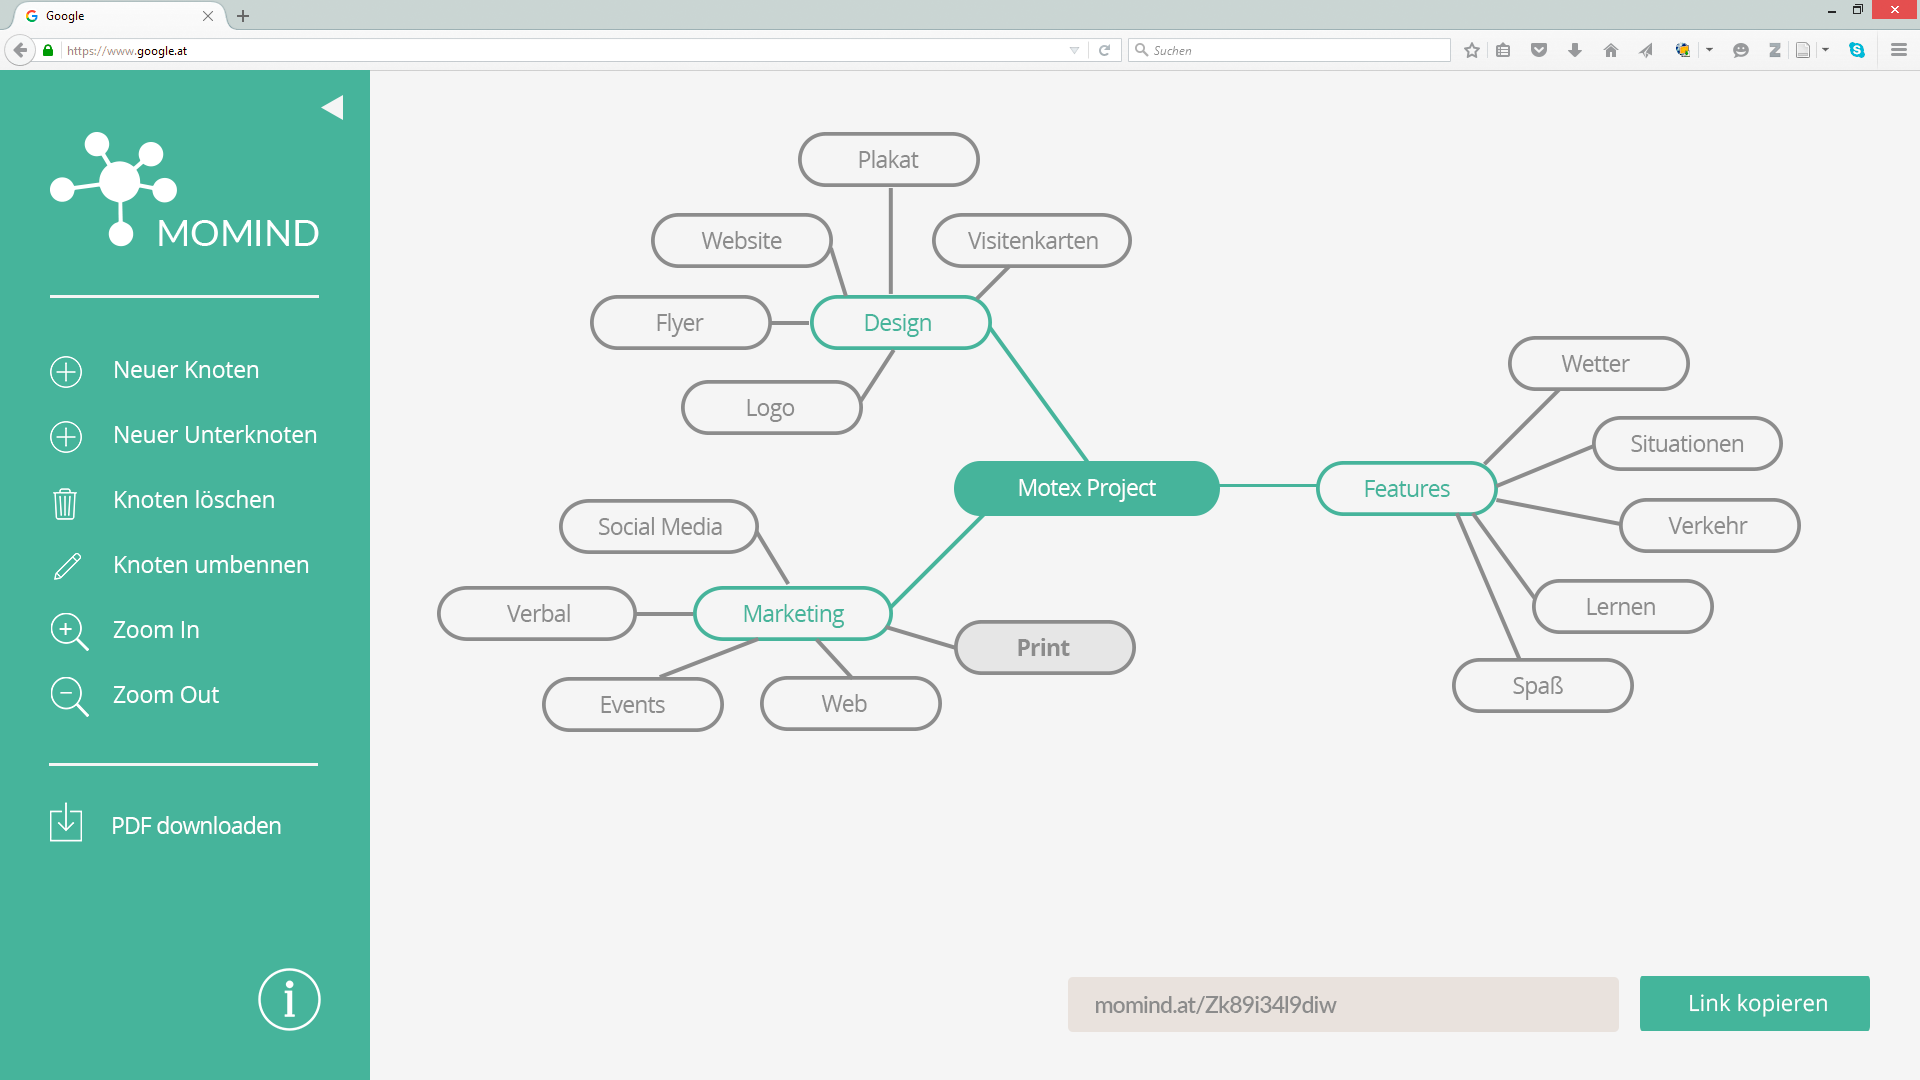 Google
https://www.google.at
Suchen
MOMIND
Neuer Knoten
Neuer Unterknoten
Knoten löschen
Knoten umbennen
Zoom In
Zoom Out
PDF downloaden
i
Plakat
Website
Visitenkarten
Flyer
Design
Logo
Wetter
Situationen
Motex Project
Features
Social Media
Verkehr
Verbal
Marketing
Lernen
Print
Events
Web
Spaß
momind.at/Zk89i34l9diw
Link kopieren